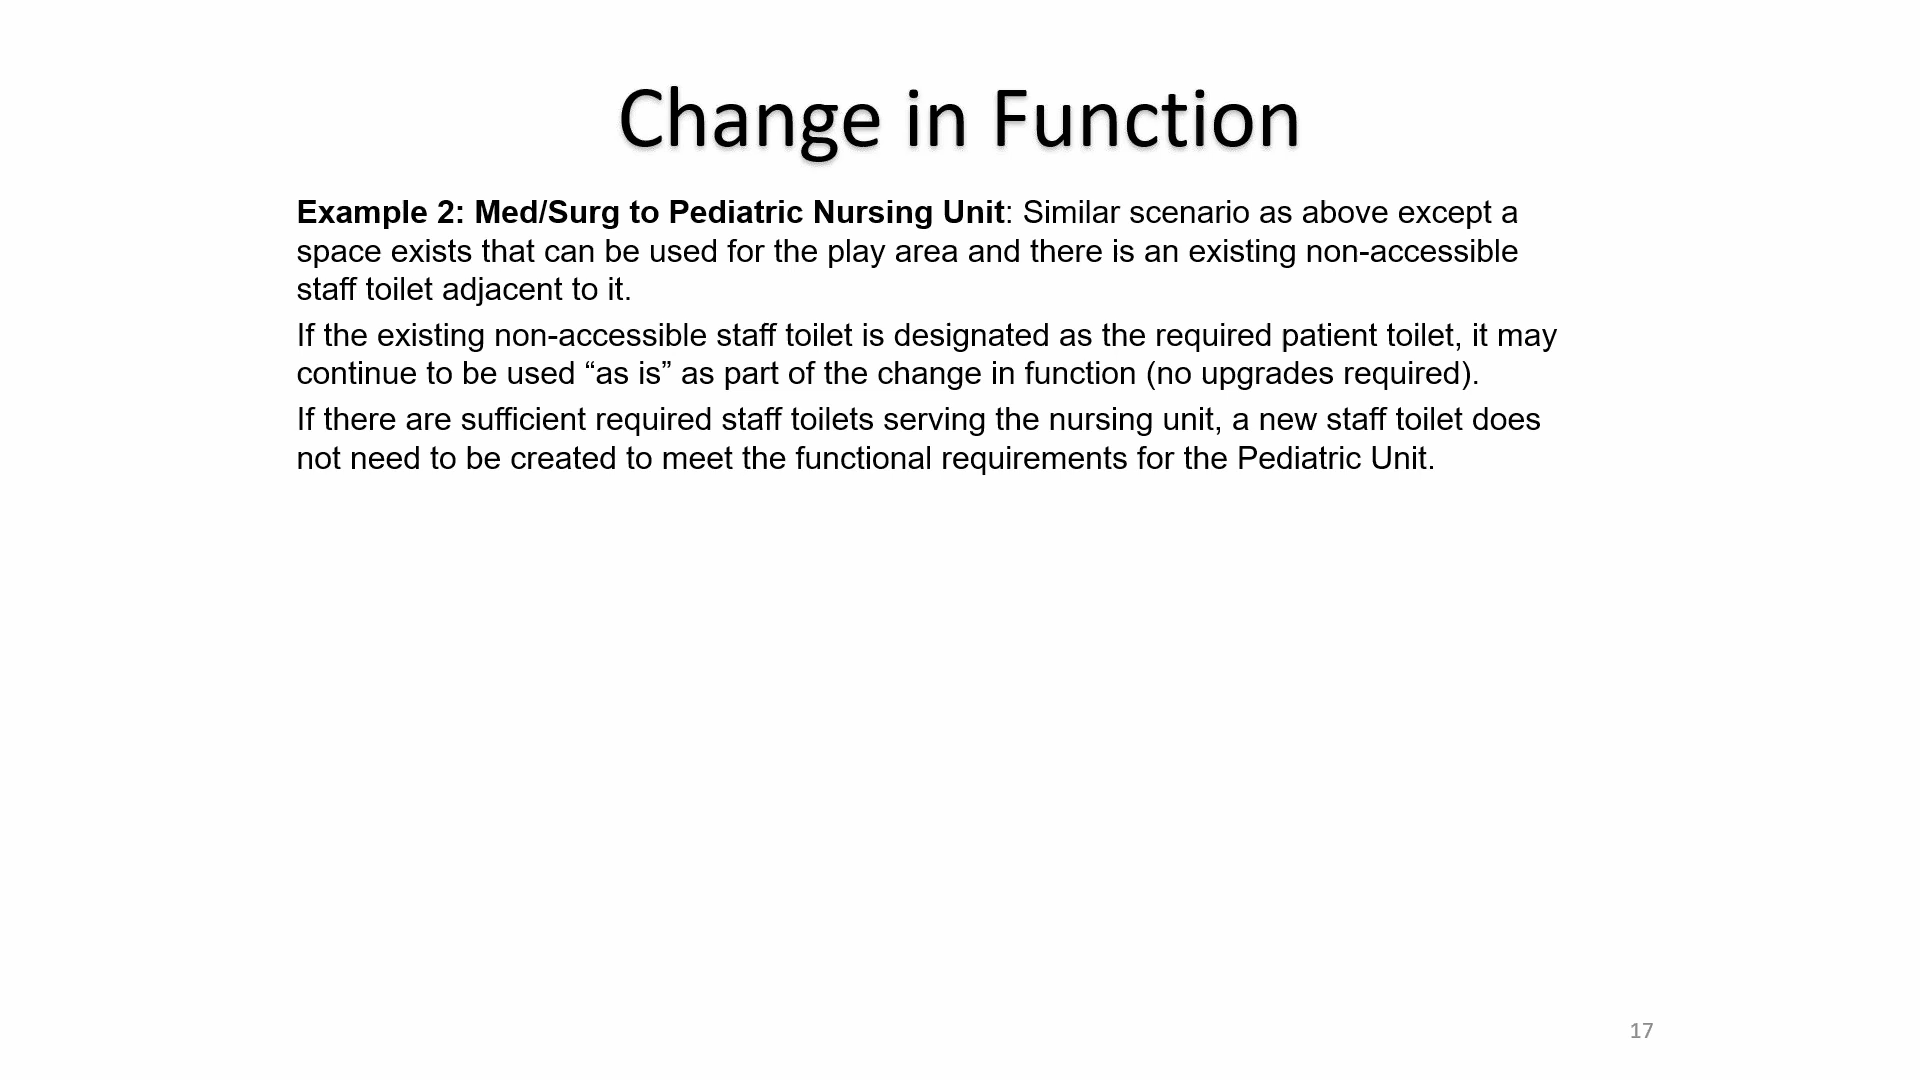 Change in Function
Example 2: Med/Surg to Pediatric Nursing Unit: Similar scenario as above except a
space exists that can be used for the play area and there is an existing non-accessible
staff toilet adjacent to it.
If the existing non-accessible staff toilet is designated as the required patient toilet, it may
continue to be used “as is” as part of the change in function (no upgrades required).
If there are sufficient required staff toilets serving the nursing unit, a new staff toilet does
not need to be created to meet the functional requirements for the Pediatric Unit.
17